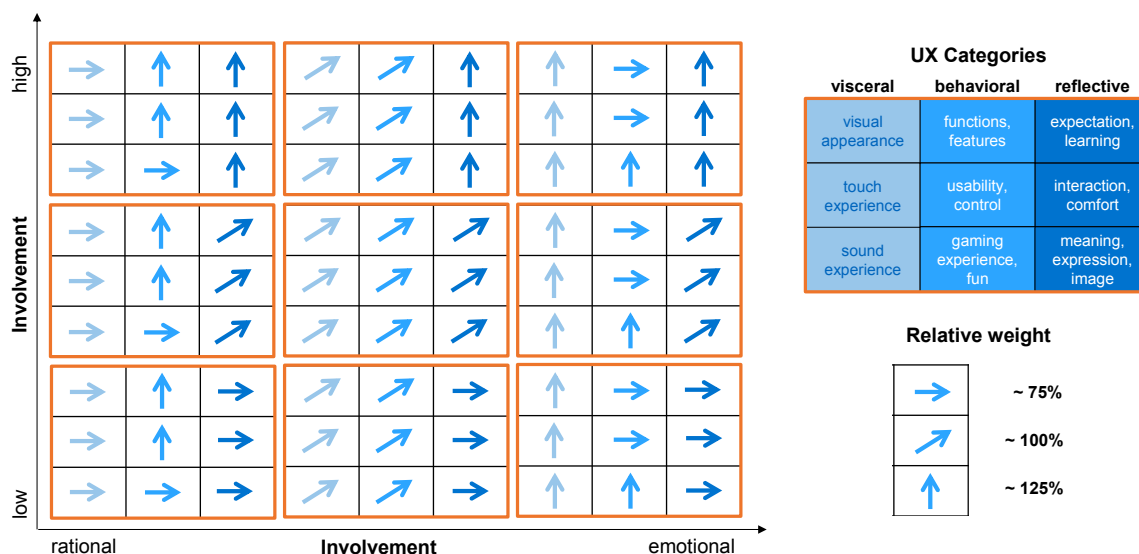 high
Involvement
low
rational
Involvement
emotional
UX Categories
visceral
behavioral
reflective
visual
appearance
functions,
features
expectation,
learning
touch
experience
usability,
control
interaction,
comfort
sound
experience
gaming
experience,
fun
meaning,
expression,
image
Relative weight
~ 75%
~ 100%
~ 125%